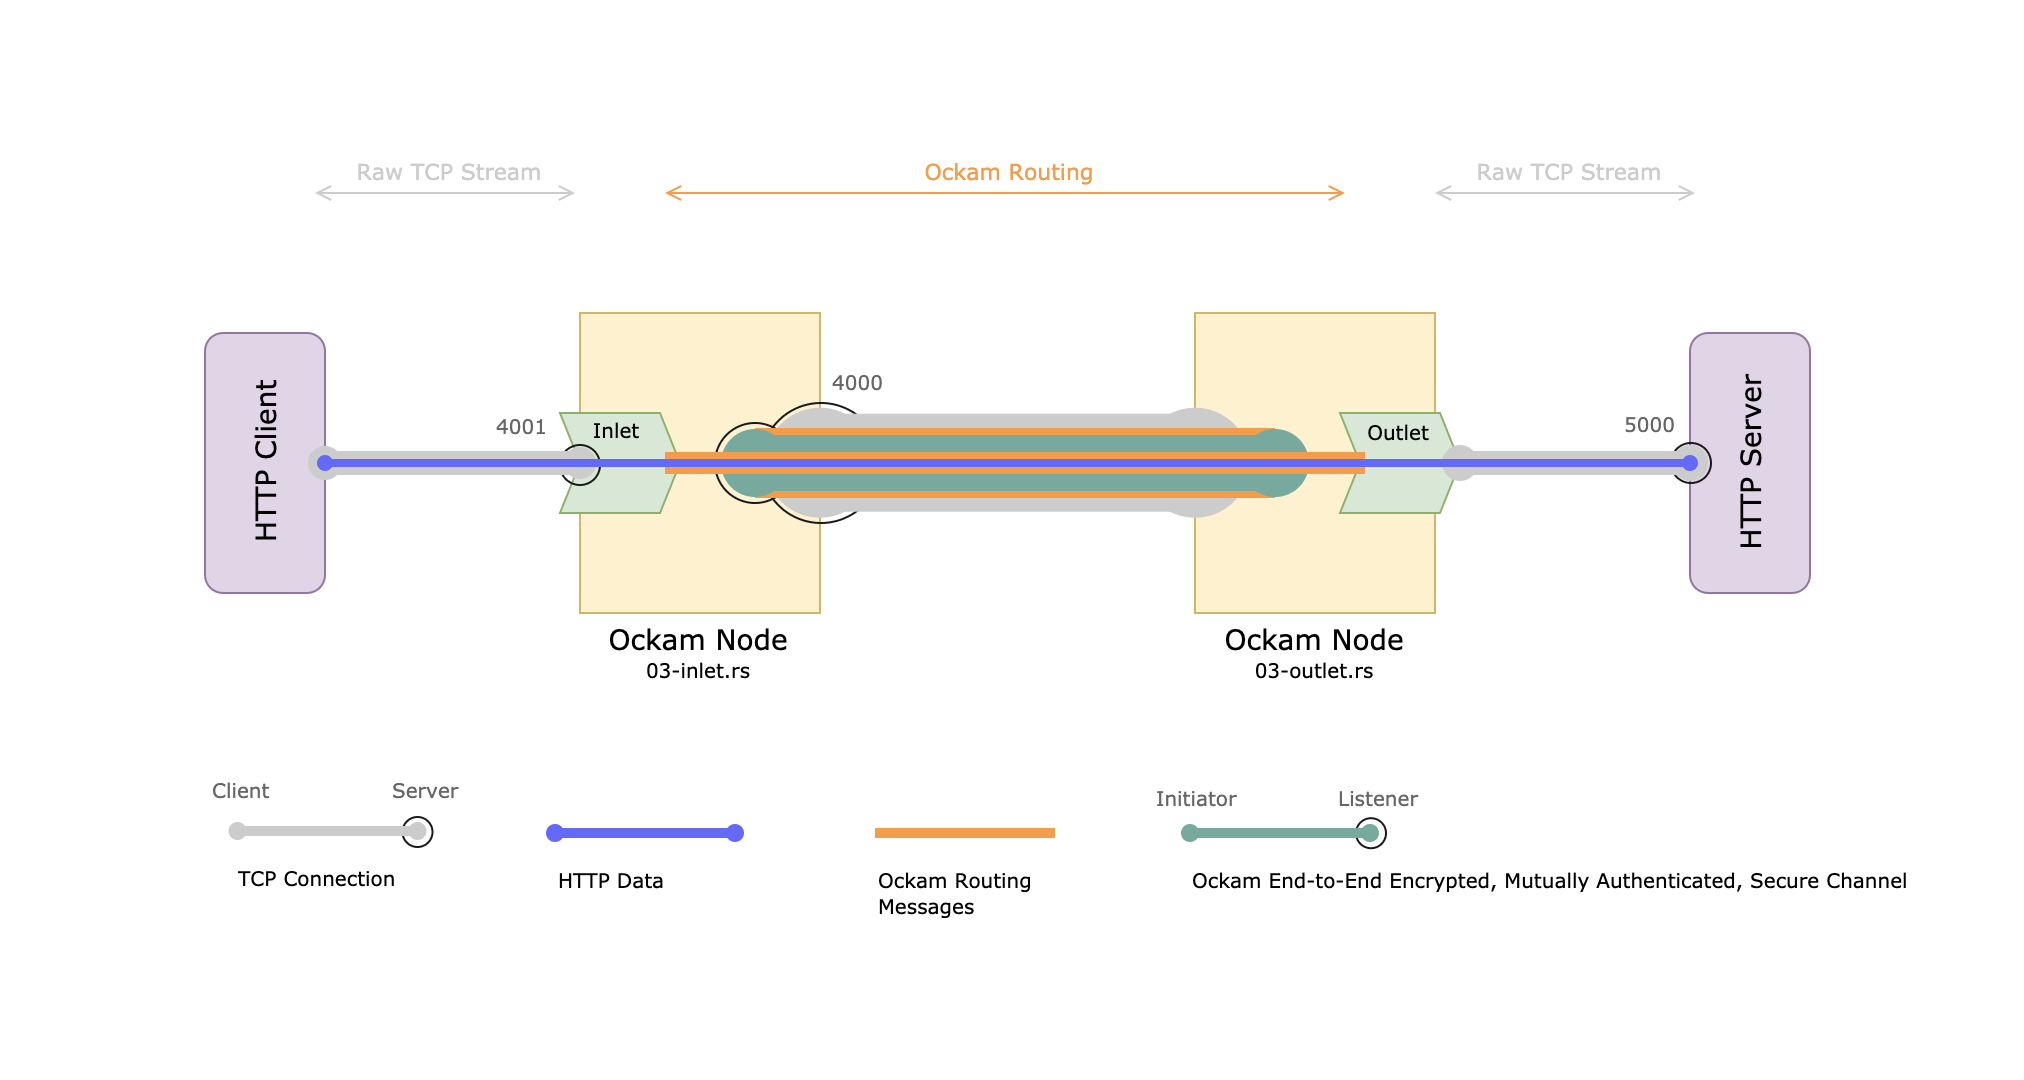 Raw TCP Stream
Ockam Routing
Raw TCP Stream
HTTP Client
4001
Inlet
4000
Outlet
5000
HTTP Server
Ockam Node
03-inlet.rs
Ockam Node
03-outlet.rs
Client
Server
TCP Connection
HTTP Data
Ockam Routing
Messages
Initiator
Listener
Ockam End-to-End Encrypted, Mutually Authenticated, Secure Channel